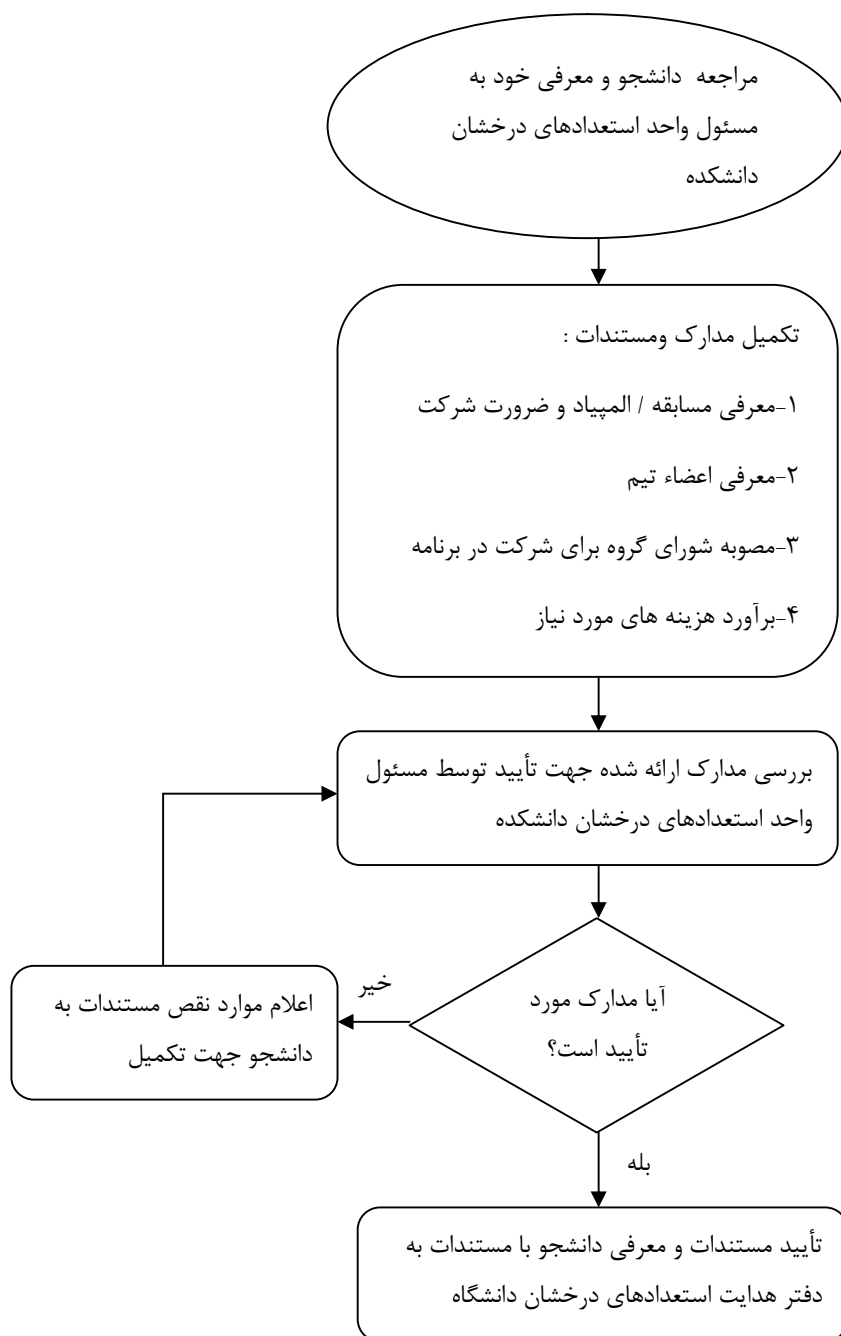 مراجعه دانشجو و معرفی خود به
مسئول واحد استعدادهای درخشان
دانشکده
تکمیل مدارک ومستندات :
۱-معرفی مسابقه / المپیاد و ضرورت شرکت
۲-معرفی اعضاء تیم
۳-مصوبه شورای گروه برای شرکت در برنامه
۴-برآورد هزینه های مورد نیاز
بررسی مدارک ارائه شده جهت تأیید توسط مسئول
واحد استعدادهای درخشان دانشکده
آیا مدارک مورد
تأیید است؟
خیر
اعلام موارد نقص مستندات به
دانشجو جهت تکمیل
بله
تأیید مستندات و معرفی دانشجو با مستندات به
دفتر هدایت استعدادهای درخشان دانشگاه